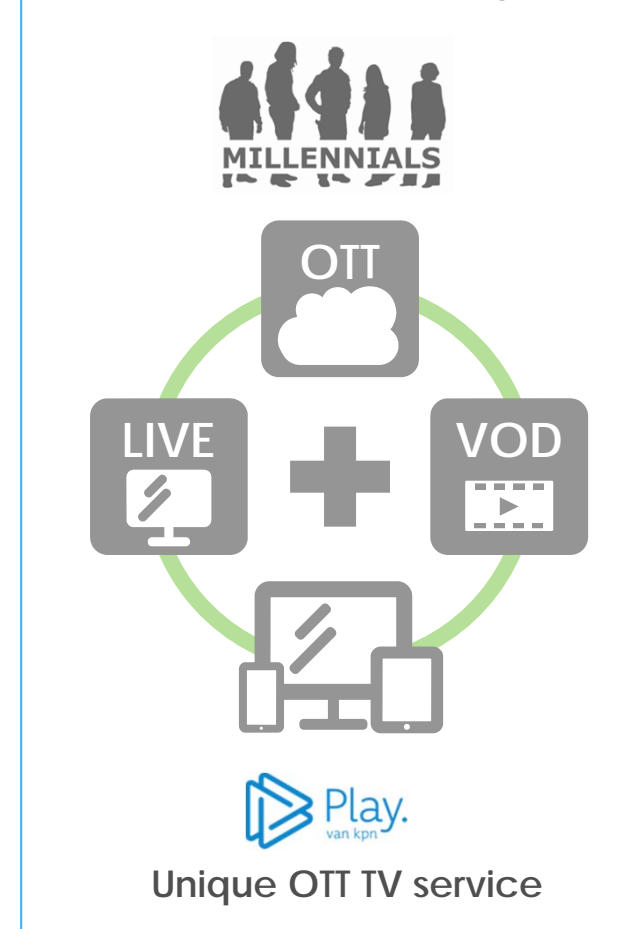 MILLENNIALS
OTT
LIVE
VOD
Play.
van kpn
Unique OTT TV service